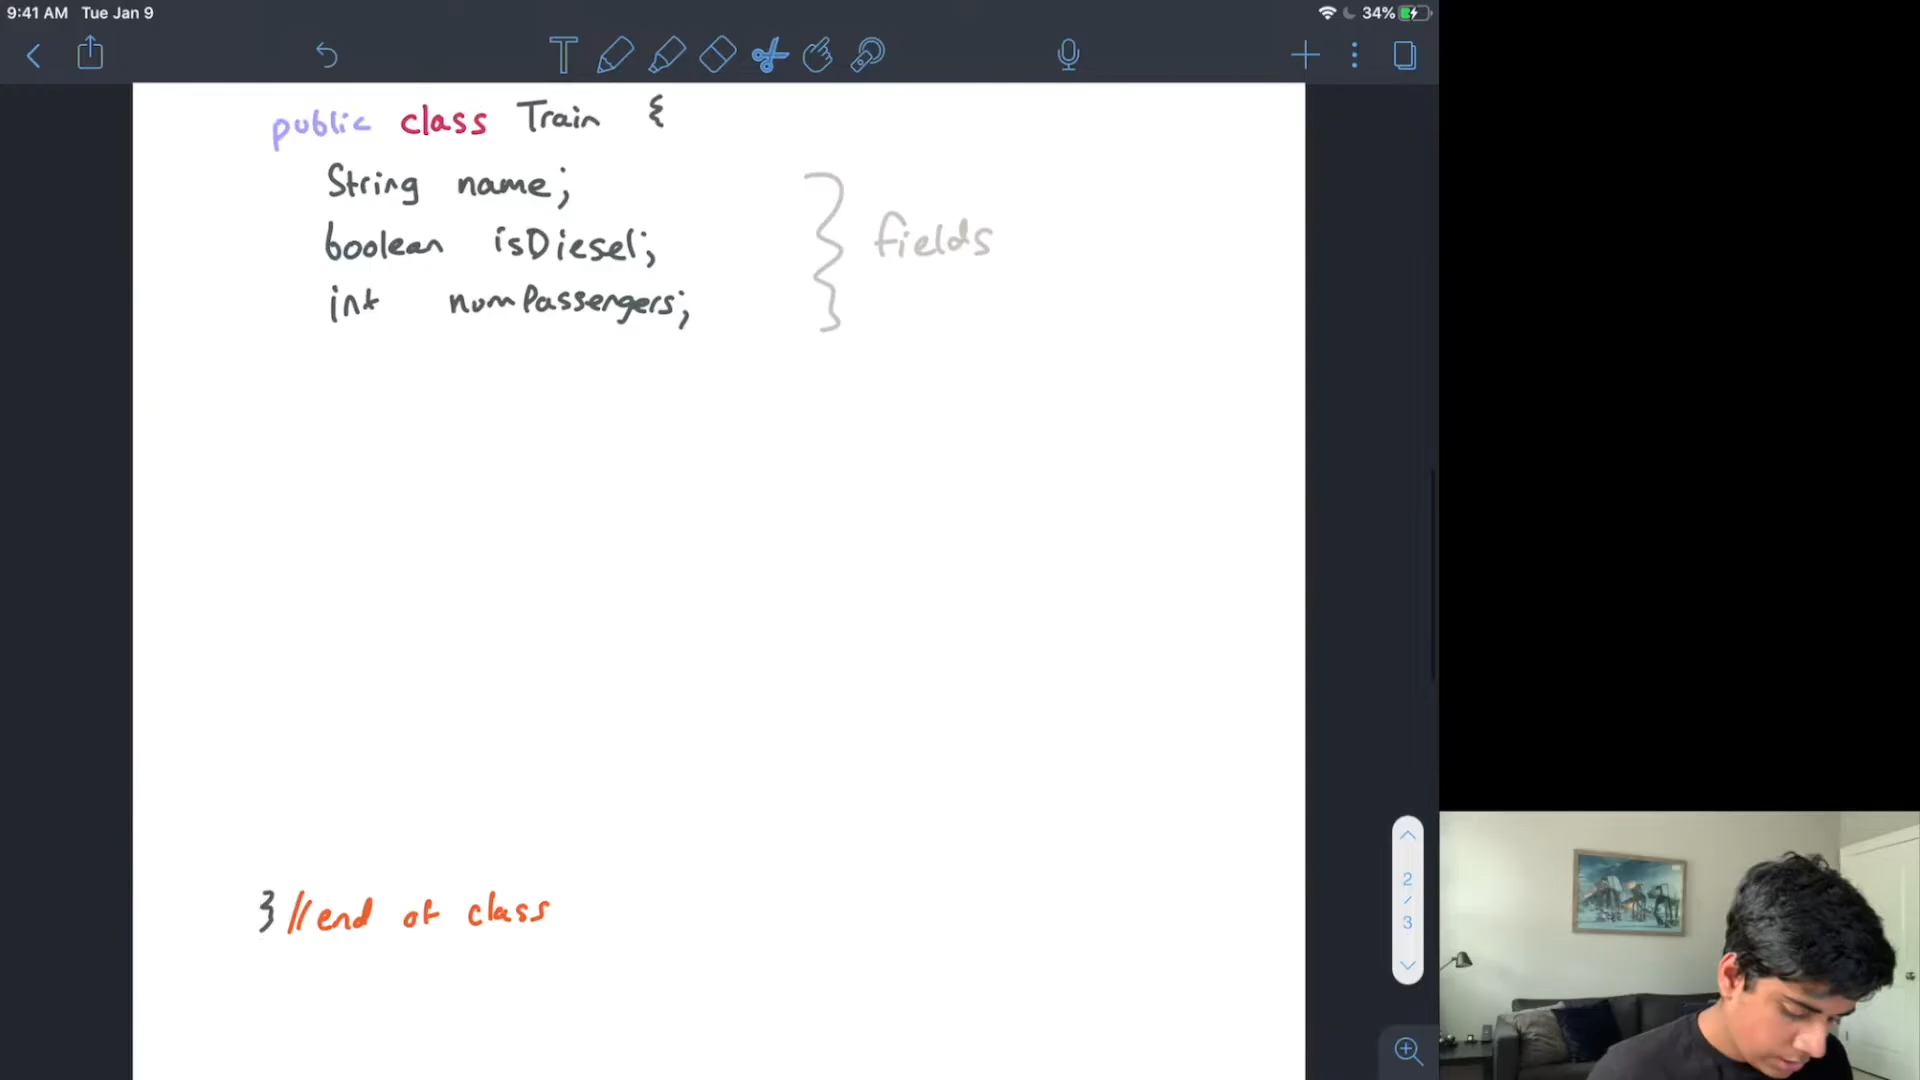 9:41 AM Tue Jan 9
34%
public class Train {
String name;
boolean isDiesel;
int numPassengers;
} fields
} //end of class
2
/
3